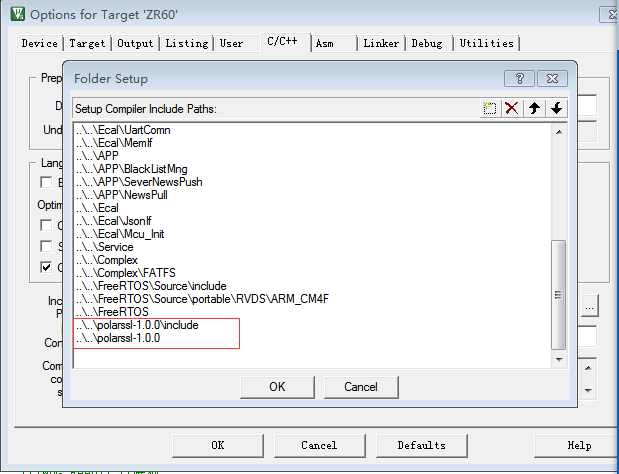 Options for Target 'ZR60'
Device
Target
Output
Listing
User
C/C++
Asm
Linker
Debug
Utilities
Folder Setup
Setup Compiler Include Paths:
..\..\Ecal\UartComn
..\..\Ecal\MemIf
..\..\APP
..\..\APP\BlackListMng
..\..\APP\SeverNewsPush
..\..\APP\NewsPull
..\..\Ecal
..\..\Ecal\JsonIf
..\..\Ecal\Mcu_Init
..\..\Service
..\..\Complex
..\..\Complex\FATFS
..\..\FreeRTOS\Source\include
..\..\FreeRTOS\Source\portable\RVDS\ARM_CM4F
..\..\FreeRTOS
..\..\polarssl-1.0.0\include
..\..\polarssl-1.0.0
OK
Cancel
Prep
D
Und
Lang
E
Optim
C
S
C
Inc
P
...
Con
Com
co
s
OK
Cancel
Defaults
Help